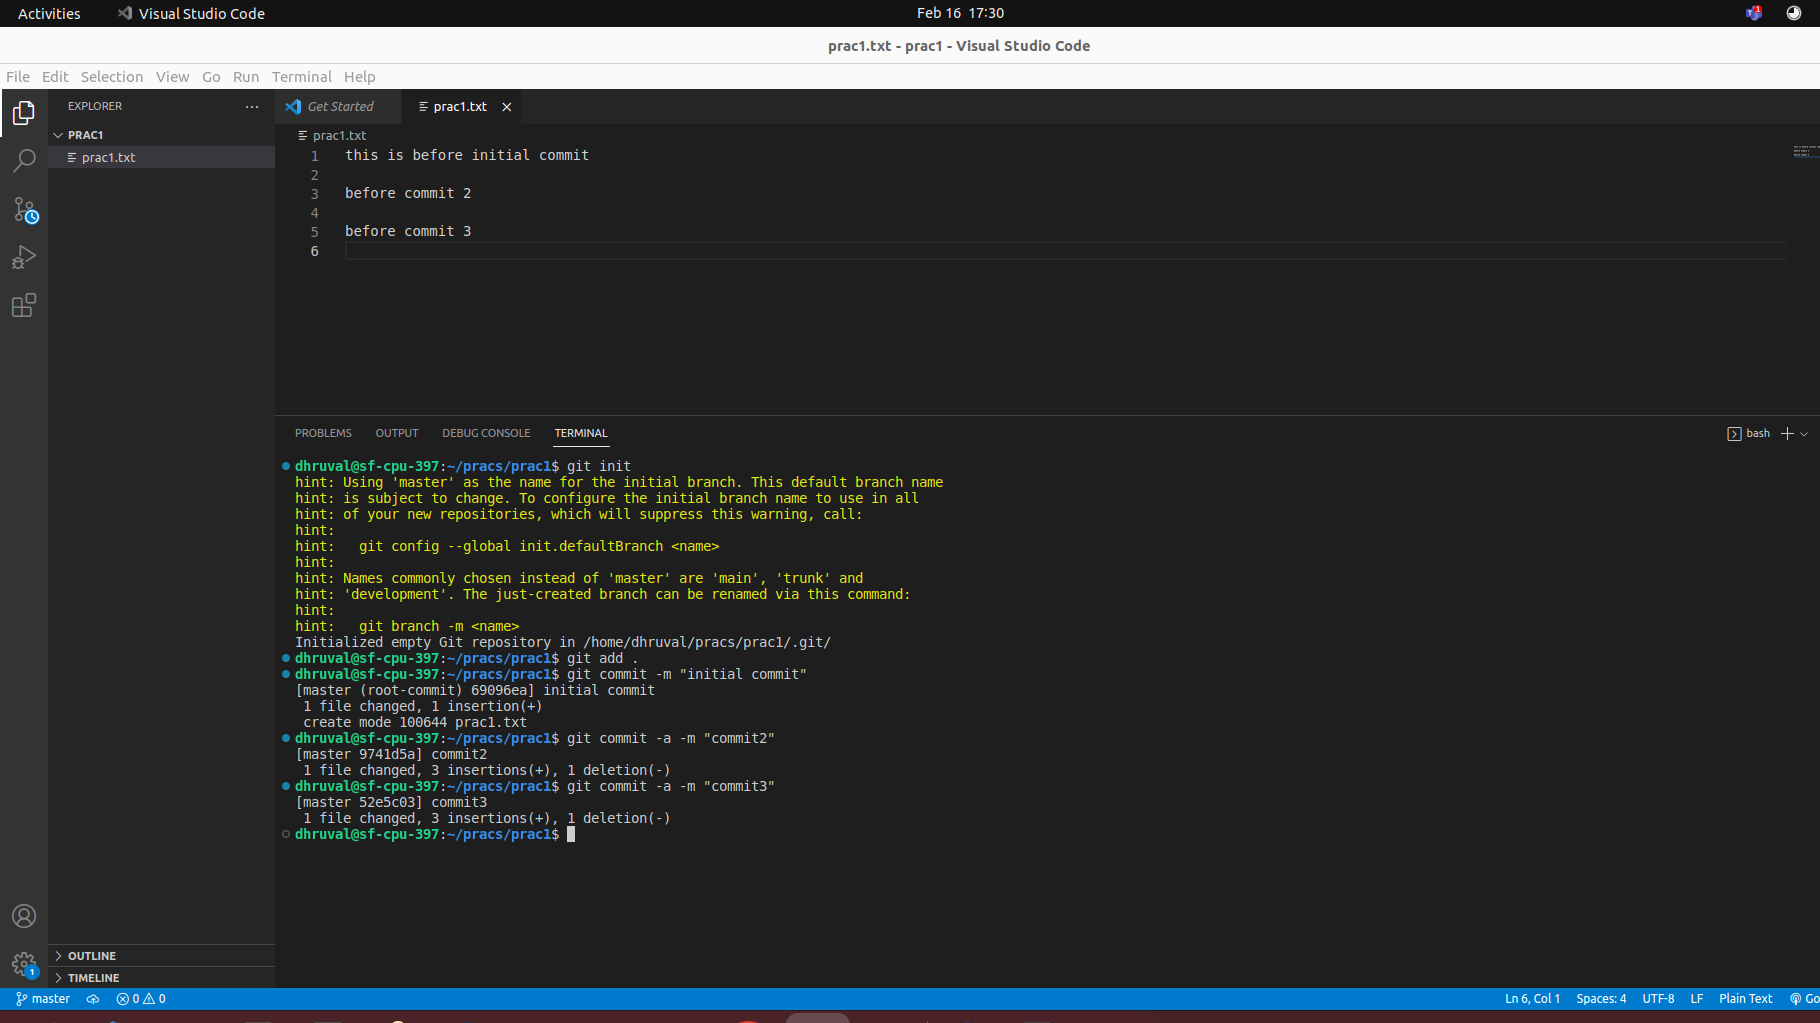 Activities
Visual Studio Code
Feb 16 17:30
1
prac1.txt - prac1 - Visual Studio Code
File Edit Selection View Go Run Terminal Help
EXPLORER
Get Started
prac1.txt
PRAC1
prac1.txt
prac1.txt
1 this is before initial commit
2
3 before commit 2
4
5 before commit 3
6
PROBLEMS OUTPUT DEBUG CONSOLE TERMINAL
bash
dhruval@sf-cpu-397:~/pracs/prac1$ git init
hint: Using 'master' as the name for the initial branch. This default branch name
hint: is subject to change. To configure the initial branch name to use in all
hint: of your new repositories, which will suppress this warning, call:
hint:
hint:   git config --global init.defaultBranch <name>
hint:
hint: Names commonly chosen instead of 'master' are 'main', 'trunk' and
hint: 'development'. The just-created branch can be renamed via this command:
hint:
hint:   git branch -m <name>
Initialized empty Git repository in /home/dhruval/pracs/prac1/.git/
dhruval@sf-cpu-397:~/pracs/prac1$ git add .
dhruval@sf-cpu-397:~/pracs/prac1$ git commit -m "initial commit"
[master (root-commit) 69096ea] initial commit
 1 file changed, 1 insertion(+)
 create mode 100644 prac1.txt
dhruval@sf-cpu-397:~/pracs/prac1$ git commit -a -m "commit2"
[master 9741d5a] commit2
 1 file changed, 3 insertions(+), 1 deletion(-)
dhruval@sf-cpu-397:~/pracs/prac1$ git commit -a -m "commit3"
[master 52e5c03] commit3
 1 file changed, 3 insertions(+), 1 deletion(-)
dhruval@sf-cpu-397:~/pracs/prac1$
OUTLINE
1
TIMELINE
master
0 0
Ln 6, Col 1 Spaces: 4 UTF-8 LF Plain Text Go